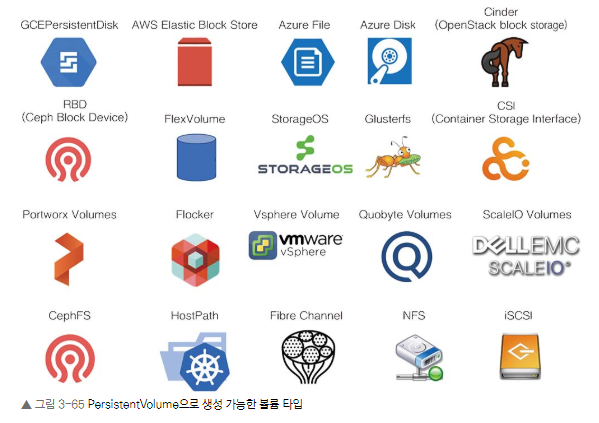 GCEPersistentDisk
AWS Elastic Block Store
Azure File
Azure Disk
Cinder
(OpenStack block storage)
RBD
(Ceph Block Device)
FlexVolume
StorageOS
STORAGEOS
Glusterfs
CSI
(Container Storage Interface)
Portworx Volumes
Flocker
Vsphere Volume
vmware
vSphere
Quobyte Volumes
ScaleIO Volumes
DELLEMC
SCALEIO
CephFS
HostPath
Fibre Channel
NFS
iSCSI
▲ 그림 3-65 PersistentVolume으로 생성 가능한 볼륨 타입